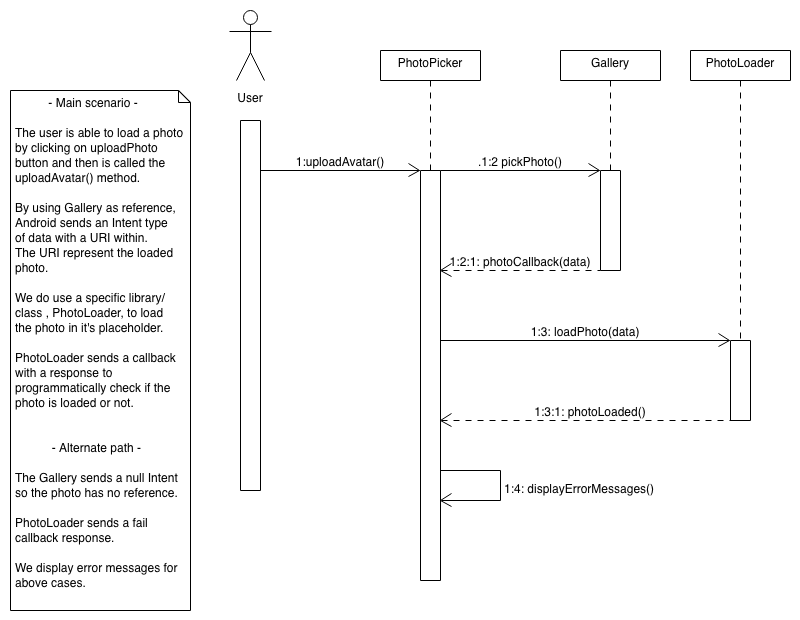 User
PhotoPicker
Gallery
PhotoLoader
- Main scenario -
The user is able to load a photo
by clicking on uploadPhoto
button and then is called the
uploadAvatar() method.
By using Gallery as reference,
Android sends an Intent type
of data with a URI within.
The URI represent the loaded
photo.
We do use a specific library/
class , PhotoLoader, to load
the photo in it's placeholder.
PhotoLoader sends a callback
with a response to
programmatically check if the
photo is loaded or not.
- Alternate path -
The Gallery sends a null Intent
so the photo has no reference.
PhotoLoader sends a fail
callback response.
We display error messages for
above cases.
1:uploadAvatar()
.1:2 pickPhoto()
1:2:1: photoCallback(data)
1:3: loadPhoto(data)
1:3:1: photoLoaded()
1:4: displayErrorMessages()